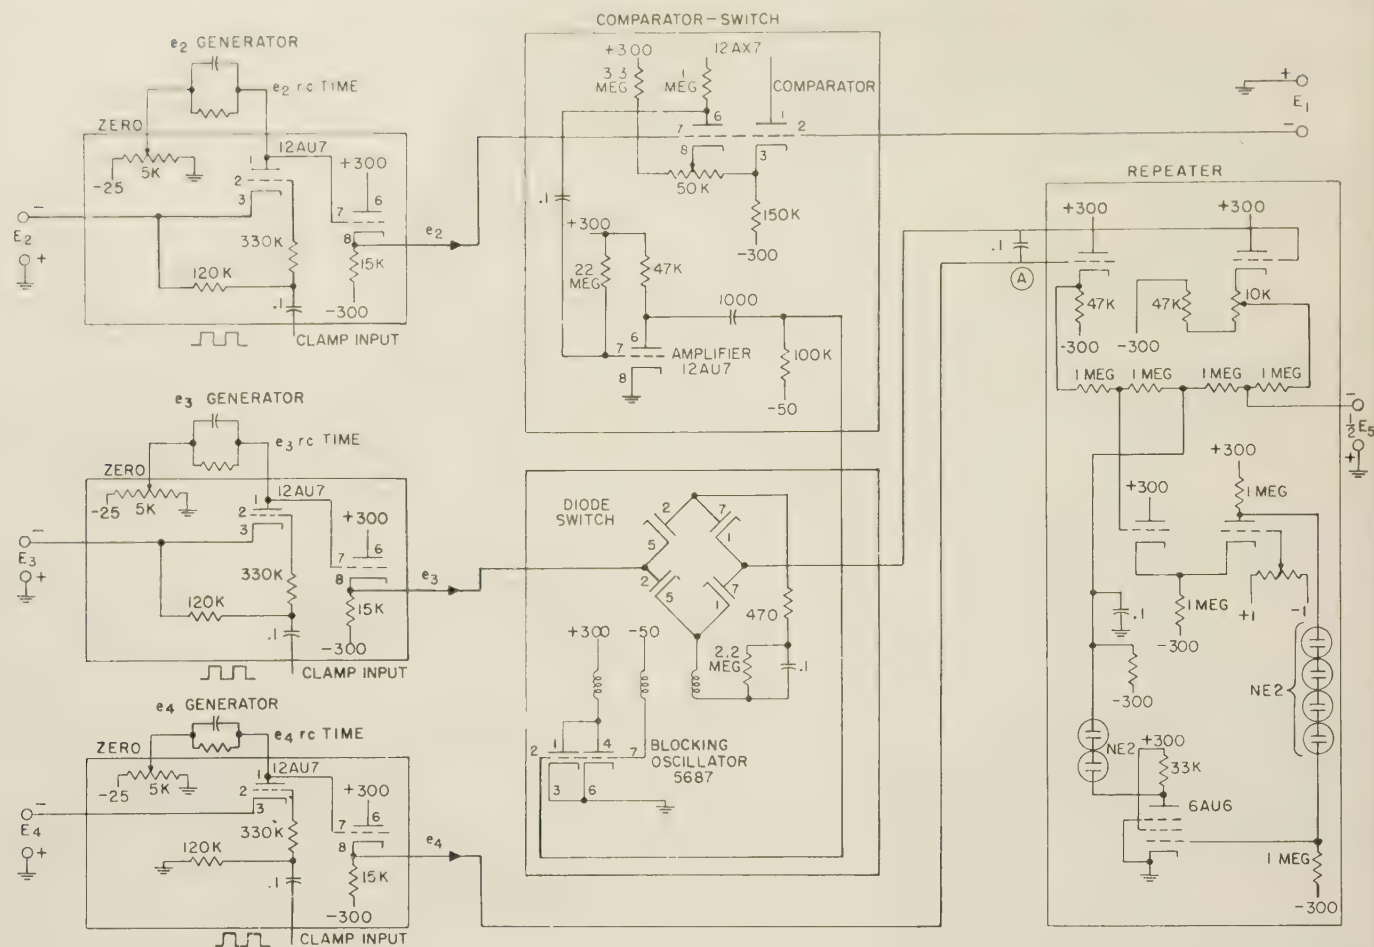 COMPARATOR-SWITCH
e2 GENERATOR
e2 rc TIME
ZERO
-25
5K
1
12AU7
2
3
+300
7
6
8
E2
-
+
330K
120K
.1
15K
-300
CLAMP INPUT
e2
+300
12AX7
3.3 MEG
1 MEG
COMPARATOR
6
1
7
2
8
3
50K
.1
150K
-300
+300
22 MEG
47K
1000
6
7
8
AMPLIFIER
12AU7
100K
-50
+
E1
-
REPEATER
+300
+300
.1
A
47K
47K
10K
-300
-300
1 MEG
1 MEG
1 MEG
1 MEG
-
1/2 E5
+
+300
+300
1 MEG
1 MEG
-300
+1
-1
.1
-300
NE2
NE2
+300
33K
6AU6
1 MEG
-300
e3 GENERATOR
e3 rc TIME
ZERO
-25
5K
1
12AU7
2
3
+300
7
6
8
-
E3
+
330K
120K
.1
15K
-300
CLAMP INPUT
e3
DIODE
SWITCH
2
7
5
1
2
7
5
1
470
+300
-50
2.2 MEG
.1
2
1
4
7
3
6
BLOCKING
OSCILLATOR
5687
e4 GENERATOR
e4 rc TIME
ZERO
-25
5K
1
12AU7
2
3
+300
7
6
8
-
E4
+
330K
120K
.1
15K
-300
CLAMP INPUT
e4